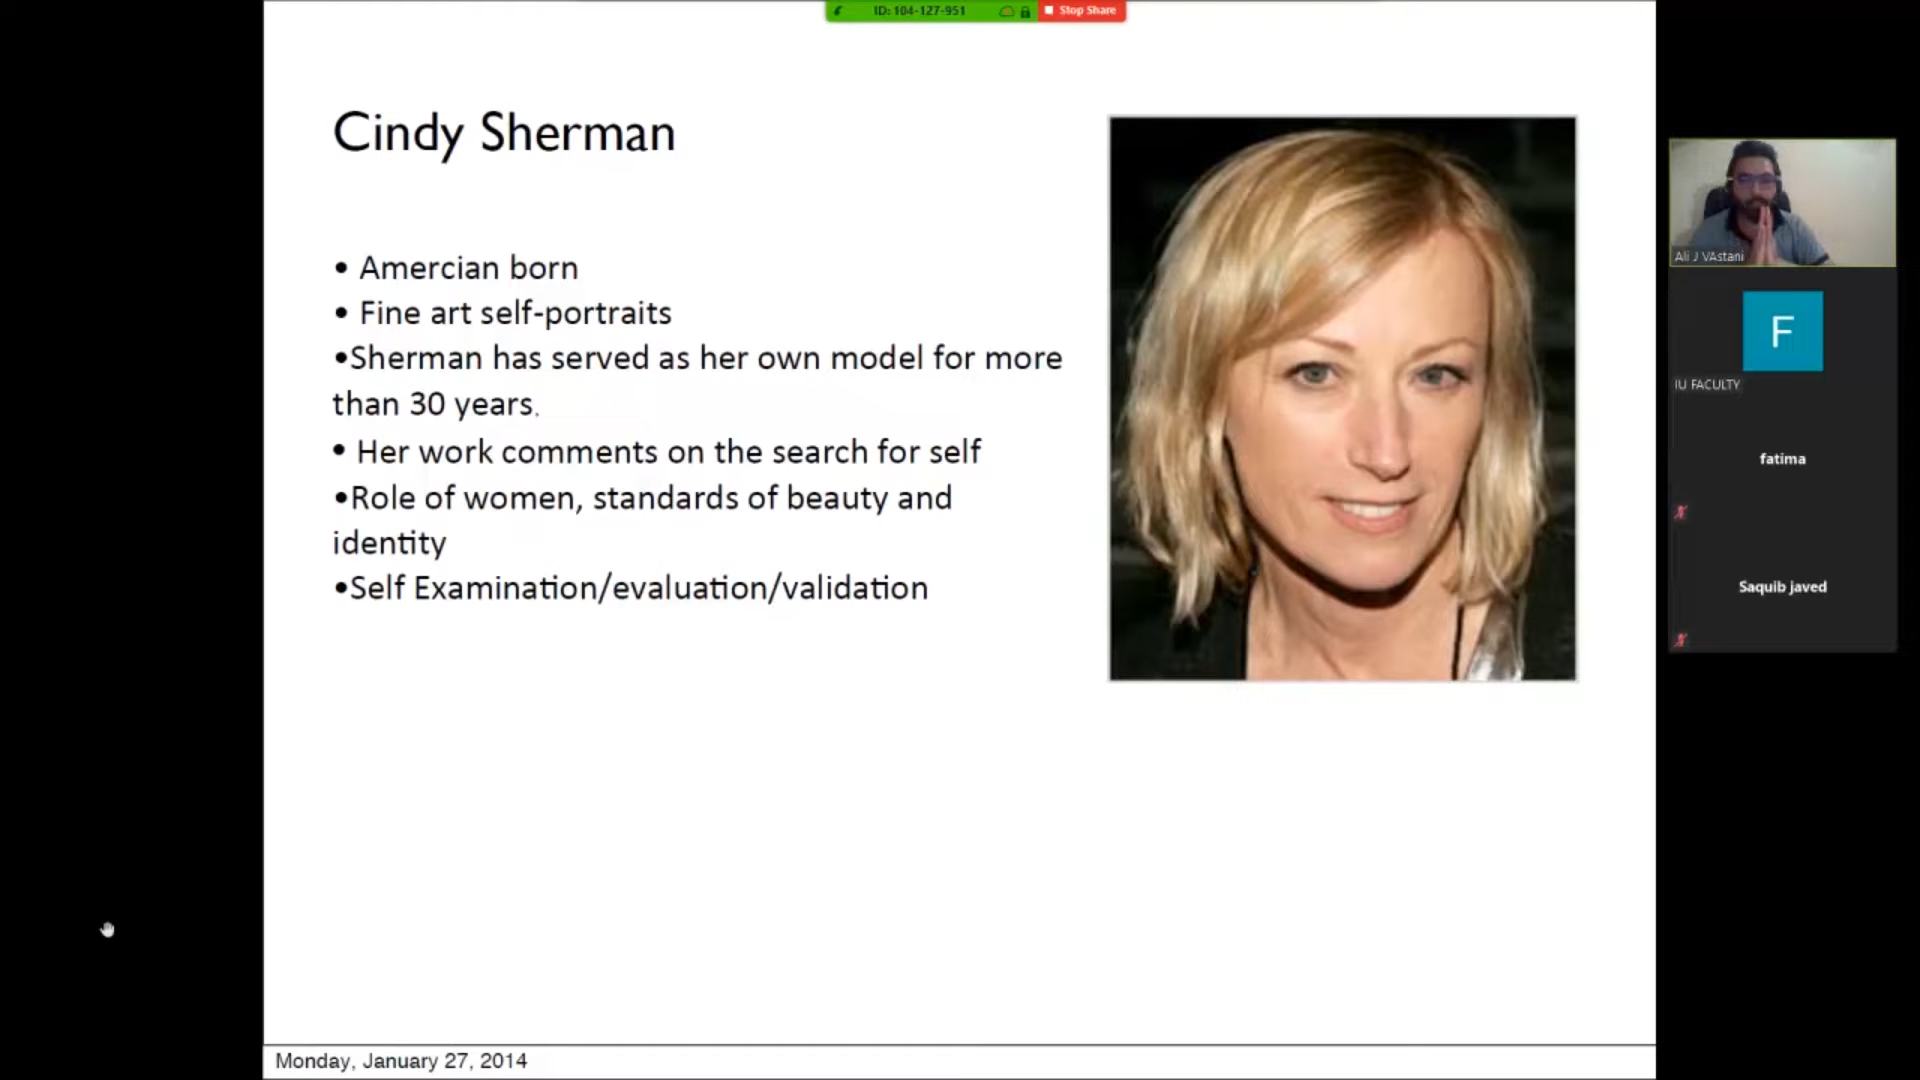 ID: 104-127-951
Stop Share
Cindy Sherman
• Amercian born
• Fine art self-portraits
•Sherman has served as her own model for more
than 30 years.
• Her work comments on the search for self
•Role of women, standards of beauty and
identity
•Self Examination/evaluation/validation
Monday, January 27, 2014
Ali J VAstani
F
IU FACULTY
fatima
Saquib javed